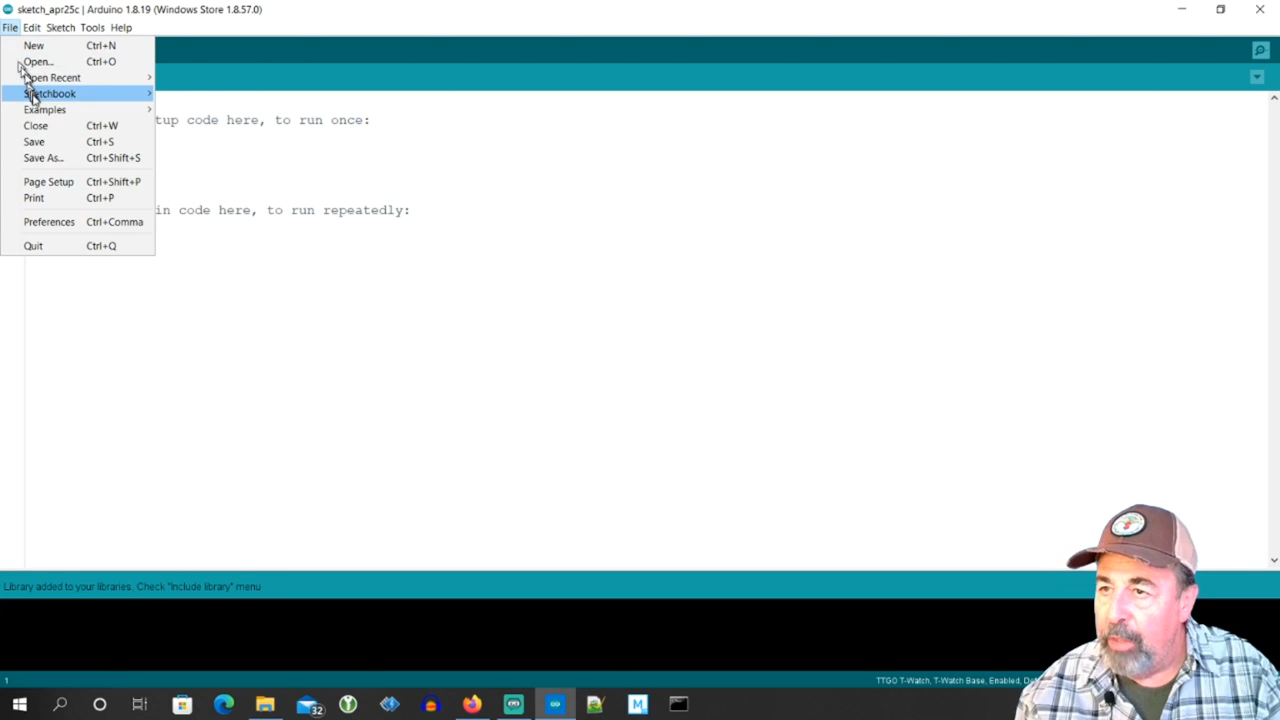 sketch_apr25c | Arduino 1.8.19 (Windows Store 1.8.57.0)
File Edit Sketch Tools Help
New Ctrl+N
Open... Ctrl+O
Open Recent
Sketchbook
Examples
Close Ctrl+W
Save Ctrl+S
Save As... Ctrl+Shift+S
Page Setup Ctrl+Shift+P
Print Ctrl+P
Preferences Ctrl+Comma
Quit Ctrl+Q
tup code here, to run once:
in code here, to run repeatedly:
Library added to your libraries. Check "Include library" menu
1
TTGO T-Watch, T-Watch Base, Enabled,
32
M